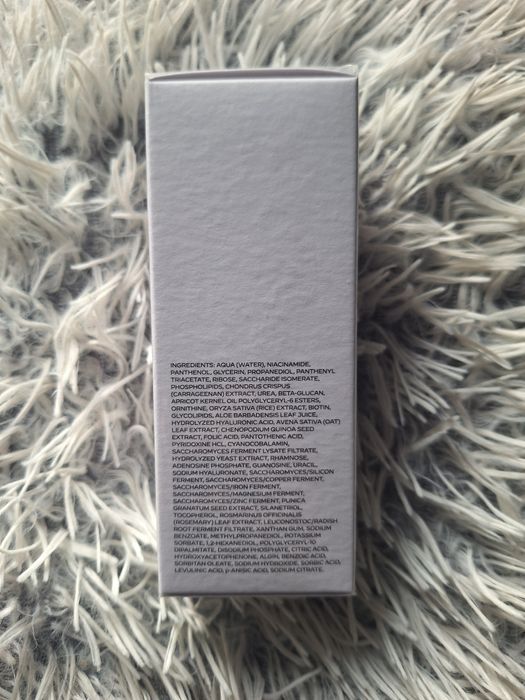 INGREDIENTS: AQUA (WATER), NIACINAMIDE,
PANTHENOL, GLYCERIN, PROPANEDIOL, PANTHENYL
TRIACETATE, RIBOSE, SACCHARIDE ISOMERATE,
PHOSPHOLIPIDS, CHONDRUS CRISPUS
(CARRAGEENAN) EXTRACT, UREA, BETA-GLUCAN,
APRICOT KERNEL OIL POLYGLYCERYL-6 ESTERS,
ORNITHINE, ORYZA SATIVA (RICE) EXTRACT, BIOTIN,
GLYCOLIPIDS, ALOE BARBADENSIS LEAF JUICE,
HYDROLYZED HYALURONIC ACID, AVENA SATIVA (OAT)
LEAF EXTRACT, CHENOPODIUM QUINOA SEED
EXTRACT, FOLIC ACID, PANTOTHENIC ACID,
PYRIDOXINE HCL, CYANOCOBALAMIN,
SACCHAROMYCES FERMENT LYSATE FILTRATE,
HYDROLYZED YEAST EXTRACT, RHAMNOSE,
ADENOSINE PHOSPHATE, GUANOSINE, URACIL,
SODIUM HYALURONATE, SACCHAROMYCES/SILICON
FERMENT, SACCHAROMYCES/COPPER FERMENT,
SACCHAROMYCES/IRON FERMENT,
SACCHAROMYCES/MAGNESIUM FERMENT,
SACCHAROMYCES/ZINC FERMENT, PUNICA
GRANATUM SEED EXTRACT, SILANETRIOL,
TOCOPHEROL, ROSMARINUS OFFICINALIS
(ROSEMARY) LEAF EXTRACT, LEUCONOSTOC/RADISH
ROOT FERMENT FILTRATE, XANTHAN GUM, SODIUM
BENZOATE, METHYLPROPANEDIOL, POTASSIUM
SORBATE, 1,2-HEXANEDIOL, POLYGLYCERYL-10
DIPALMITATE, DISODIUM PHOSPHATE, CITRIC ACID,
HYDROXYACETOPHENONE, ALGIN, BENZOIC ACID,
SORBITAN OLEATE, SODIUM HYDROXIDE, SORBIC ACID,
LEVULINIC ACID, p-ANISIC ACID, SODIUM CITRATE.